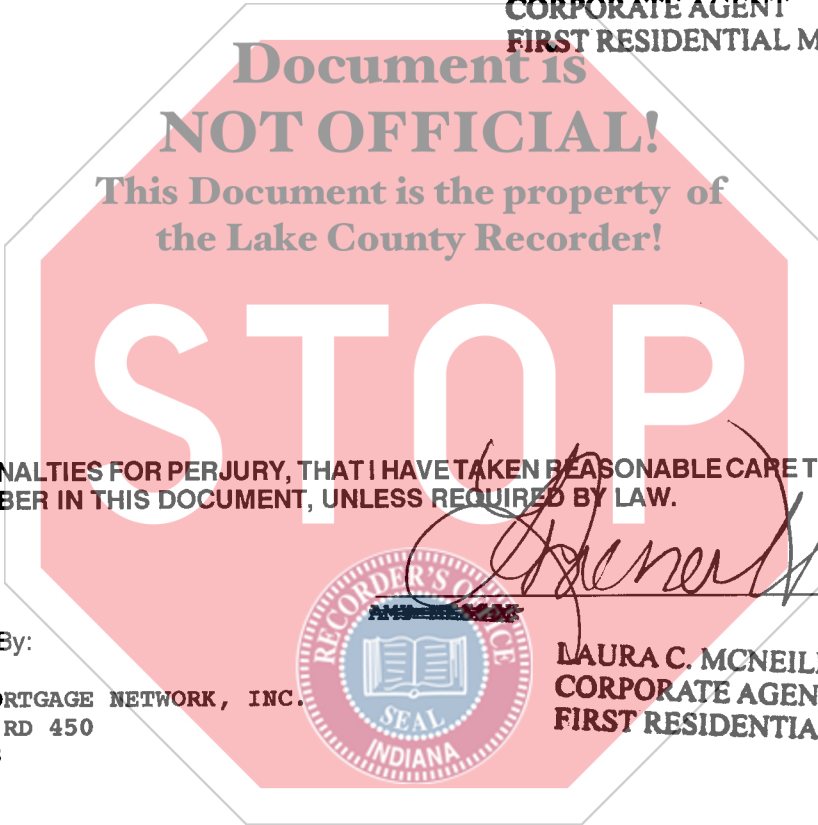 CORPORATE AGENT
FIRST RESIDENTIAL M
Document is
NOT OFFICIAL!
This Document is the property of
the Lake County Recorder!
STOP
NALTIES FOR PERJURY, THAT I HAVE TAKEN REASONABLE CARE T
BER IN THIS DOCUMENT, UNLESS REQUIRED BY LAW.
RECORDER'S OFFICE
SEAL
INDIANA
By:
LAURA C. MCNEIL
CORPORATE AGEN
FIRST RESIDENTIA
RTGAGE NETWORK, INC.
RD 450